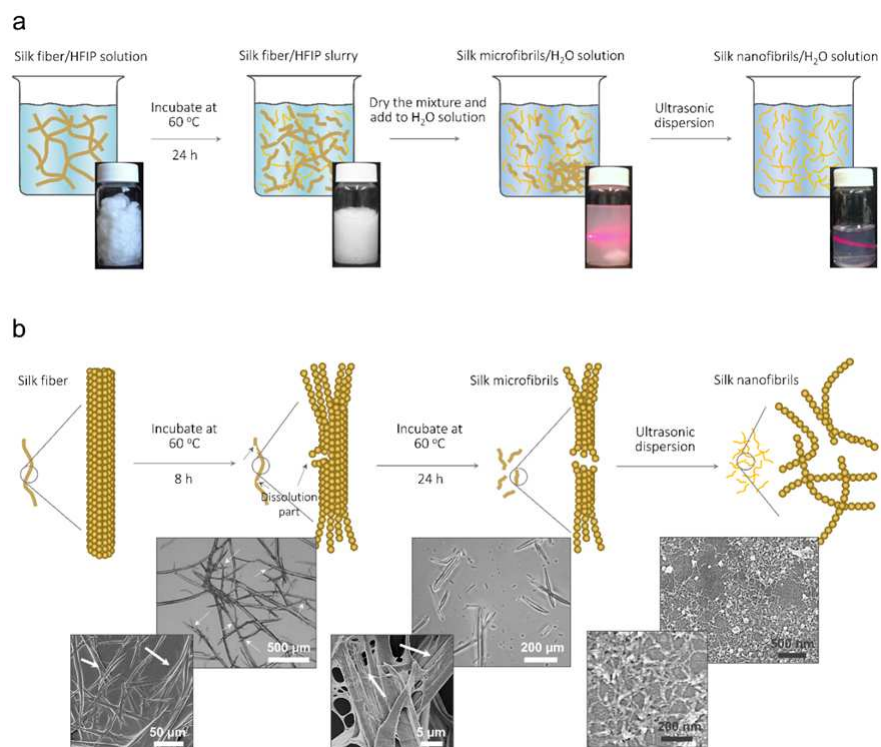 a
Silk fiber/HFIP solution
Silk fiber/HFIP slurry
Silk microfibrils/H₂O solution
Silk nanofibrils/H₂O solution
Incubate at
60 °C
24 h
Dry the mixture and
add to H₂O solution
Ultrasonic
dispersion
b
Silk fiber
Silk microfibrils
Silk nanofibrils
Incubate at
60 °C
8 h
Dissolution
part
Incubate at
60 °C
24 h
Ultrasonic
dispersion
500 μm
200 μm
500 nm
50 μm
5 μm
200 nm